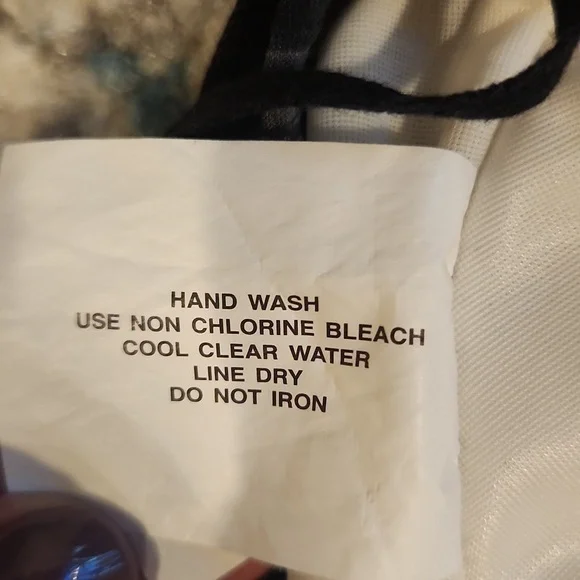 HAND WASH
USE NON CHLORINE BLEACH
COOL CLEAR WATER
LINE DRY
DO NOT IRON